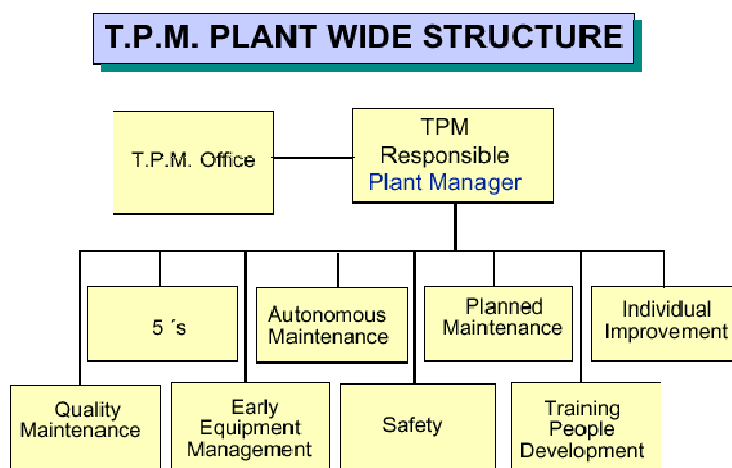 T.P.M. PLANT WIDE STRUCTURE
T.P.M. Office
TPM
Responsible
Plant Manager
5 ´s
Autonomous
Maintenance
Planned
Maintenance
Individual
Improvement
Quality
Maintenance
Early
Equipment
Management
Safety
Training
People
Development